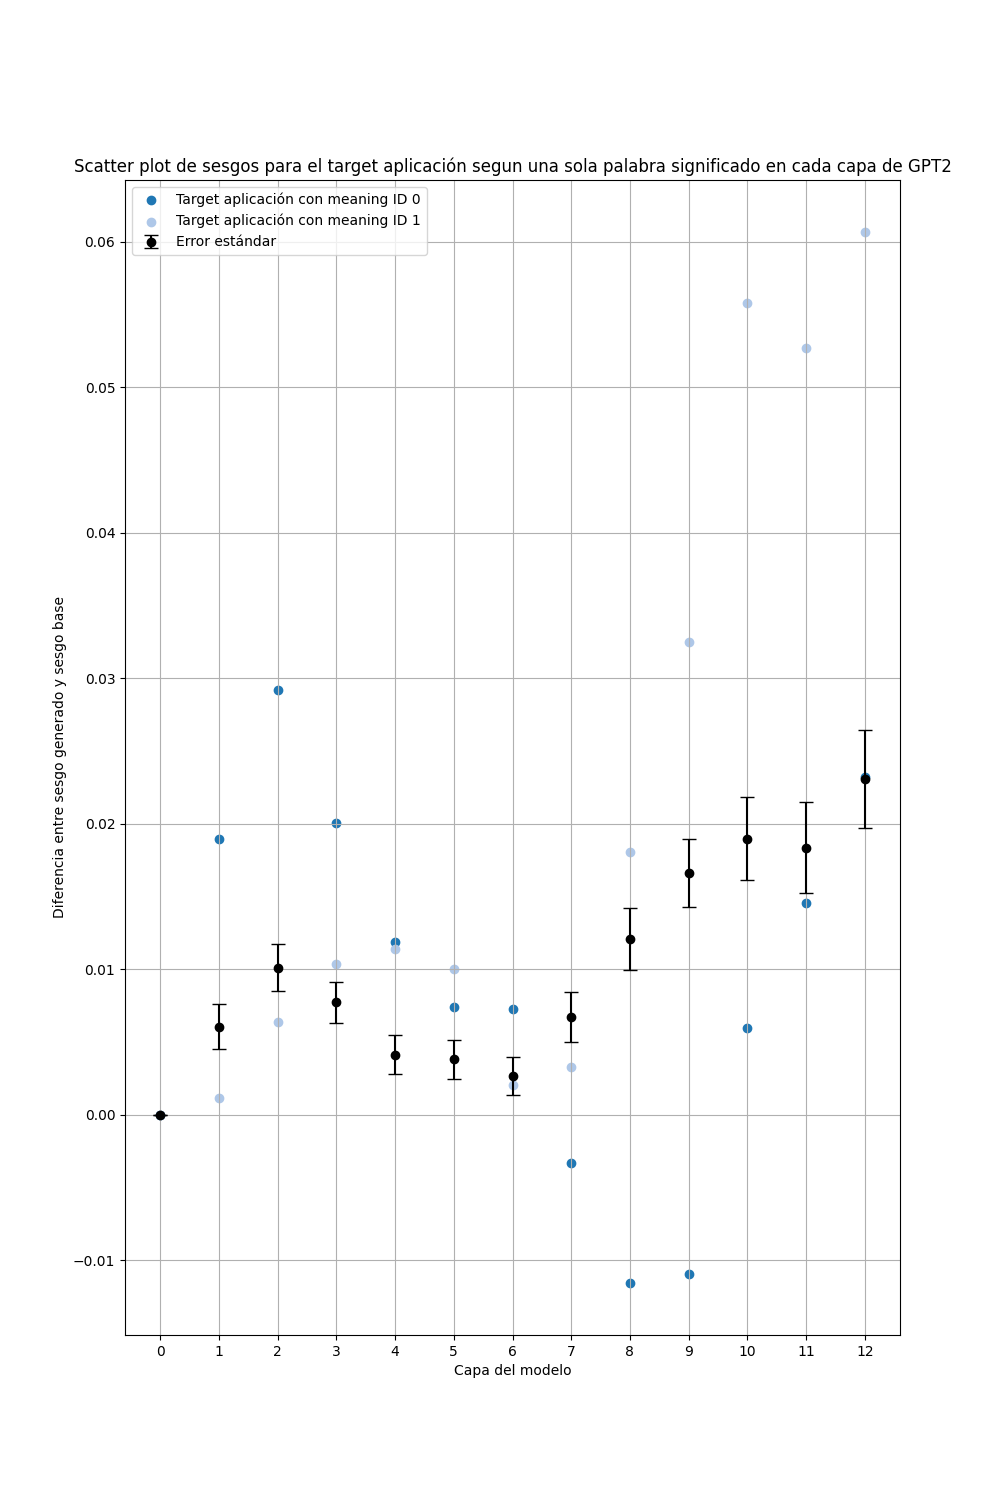 Scatter plot de sesgos para el target aplicación segun una sola palabra significado en cada capa de GPT2
Target aplicación con meaning ID 0
Target aplicación con meaning ID 1
Error estándar
0.06
0.05
0.04
0.03
0.02
0.01
0.00
−0.01
Diferencia entre sesgo generado y sesgo base
0 1 2 3 4 5 6 7 8 9 10 11 12
Capa del modelo